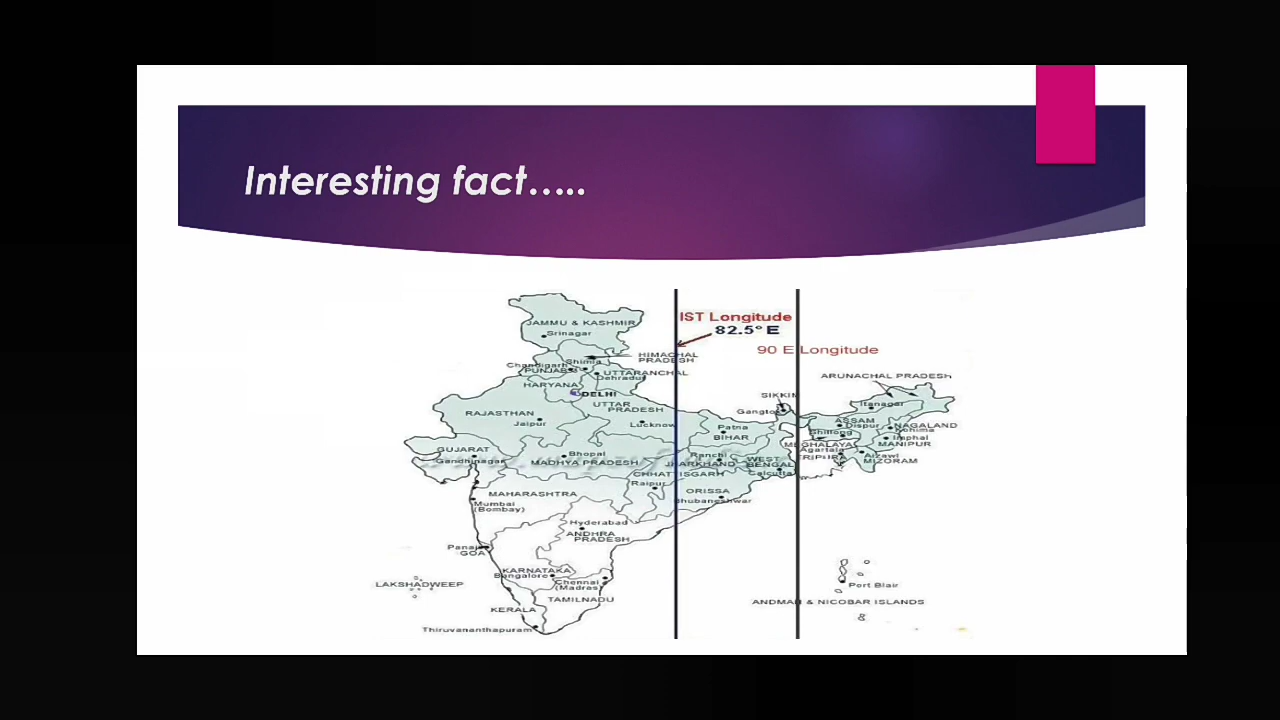 Interesting fact.....
IST Longitude
82.5° E
90 E Longitude
JAMMU & KASHMIR
Srinagar
HIMACHAL
PRADESH
Shimla
Chandigarh
PUNJAB
UTTARANCHAL
Dehradun
HARYANA
DELHI
ARUNACHAL PRADESH
Itanagar
SIKKIM
Gangtok
UTTAR
PRADESH
Lucknow
RAJASTHAN
Jaipur
Patna
BIHAR
ASSAM
Dispur
NAGALAND
Kohima
Shillong
MEGHALAYA
Imphal
MANIPUR
Agartala
TRIPURA
Aizawl
MIZORAM
GUJARAT
Gandhinagar
Bhopal
MADHYA PRADESH
Ranchi
JHARKHAND
WEST
BENGAL
Calcutta
CHHATTISGARH
Raipur
ORISSA
Bhubaneshwar
MAHARASHTRA
Mumbai
(Bombay)
Hyderabad
ANDHRA
PRADESH
Panaji
GOA
KARNATAKA
Bangalore
Chennai
(Madras)
LAKSHADWEEP
TAMILNADU
KERALA
Thiruvananthapuram
Port Blair
ANDMAN & NICOBAR ISLANDS